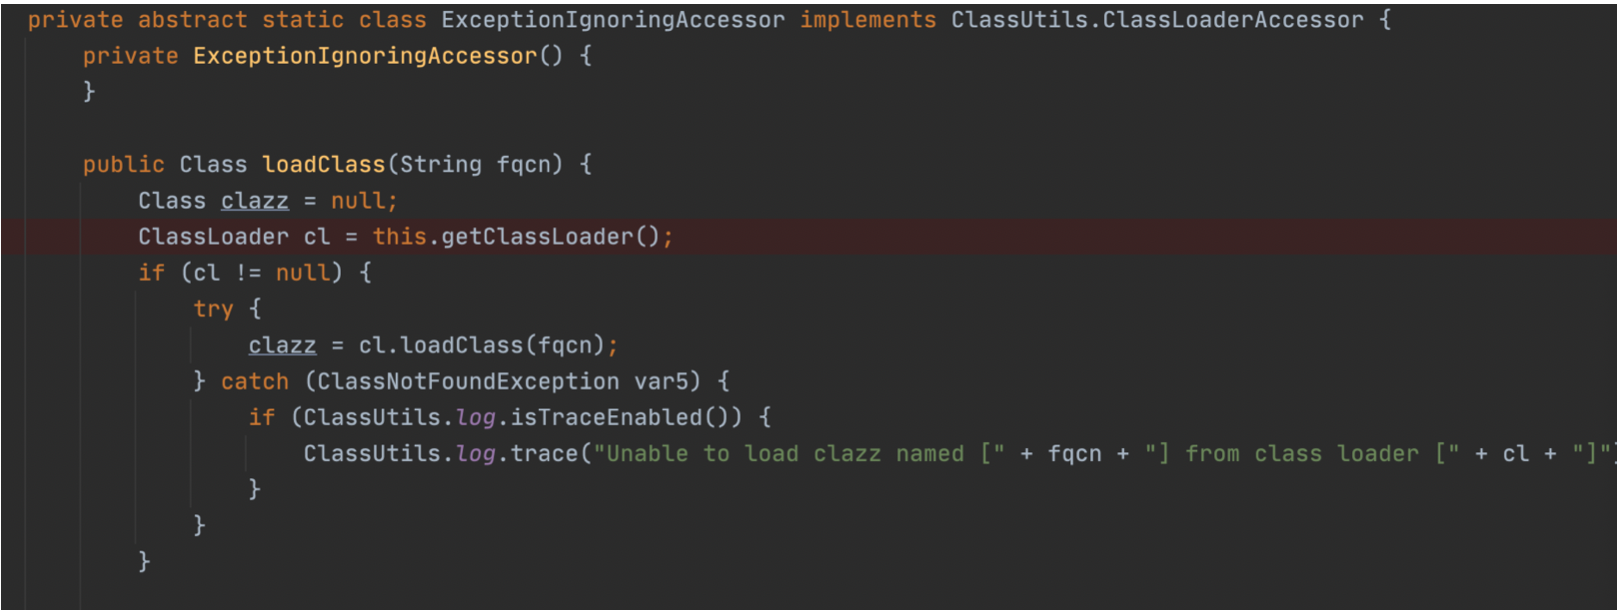 private abstract static class ExceptionIgnoringAccessor implements ClassUtils.ClassLoaderAccessor {
    private ExceptionIgnoringAccessor() {
    }
    public Class loadClass(String fqcn) {
        Class clazz = null;
        ClassLoader cl = this.getClassLoader();
        if (cl != null) {
            try {
                clazz = cl.loadClass(fqcn);
            } catch (ClassNotFoundException var5) {
                if (ClassUtils.log.isTraceEnabled()) {
                    ClassUtils.log.trace("Unable to load clazz named [" + fqcn + "] from class loader [" + cl + "]"
                }
            }
        }